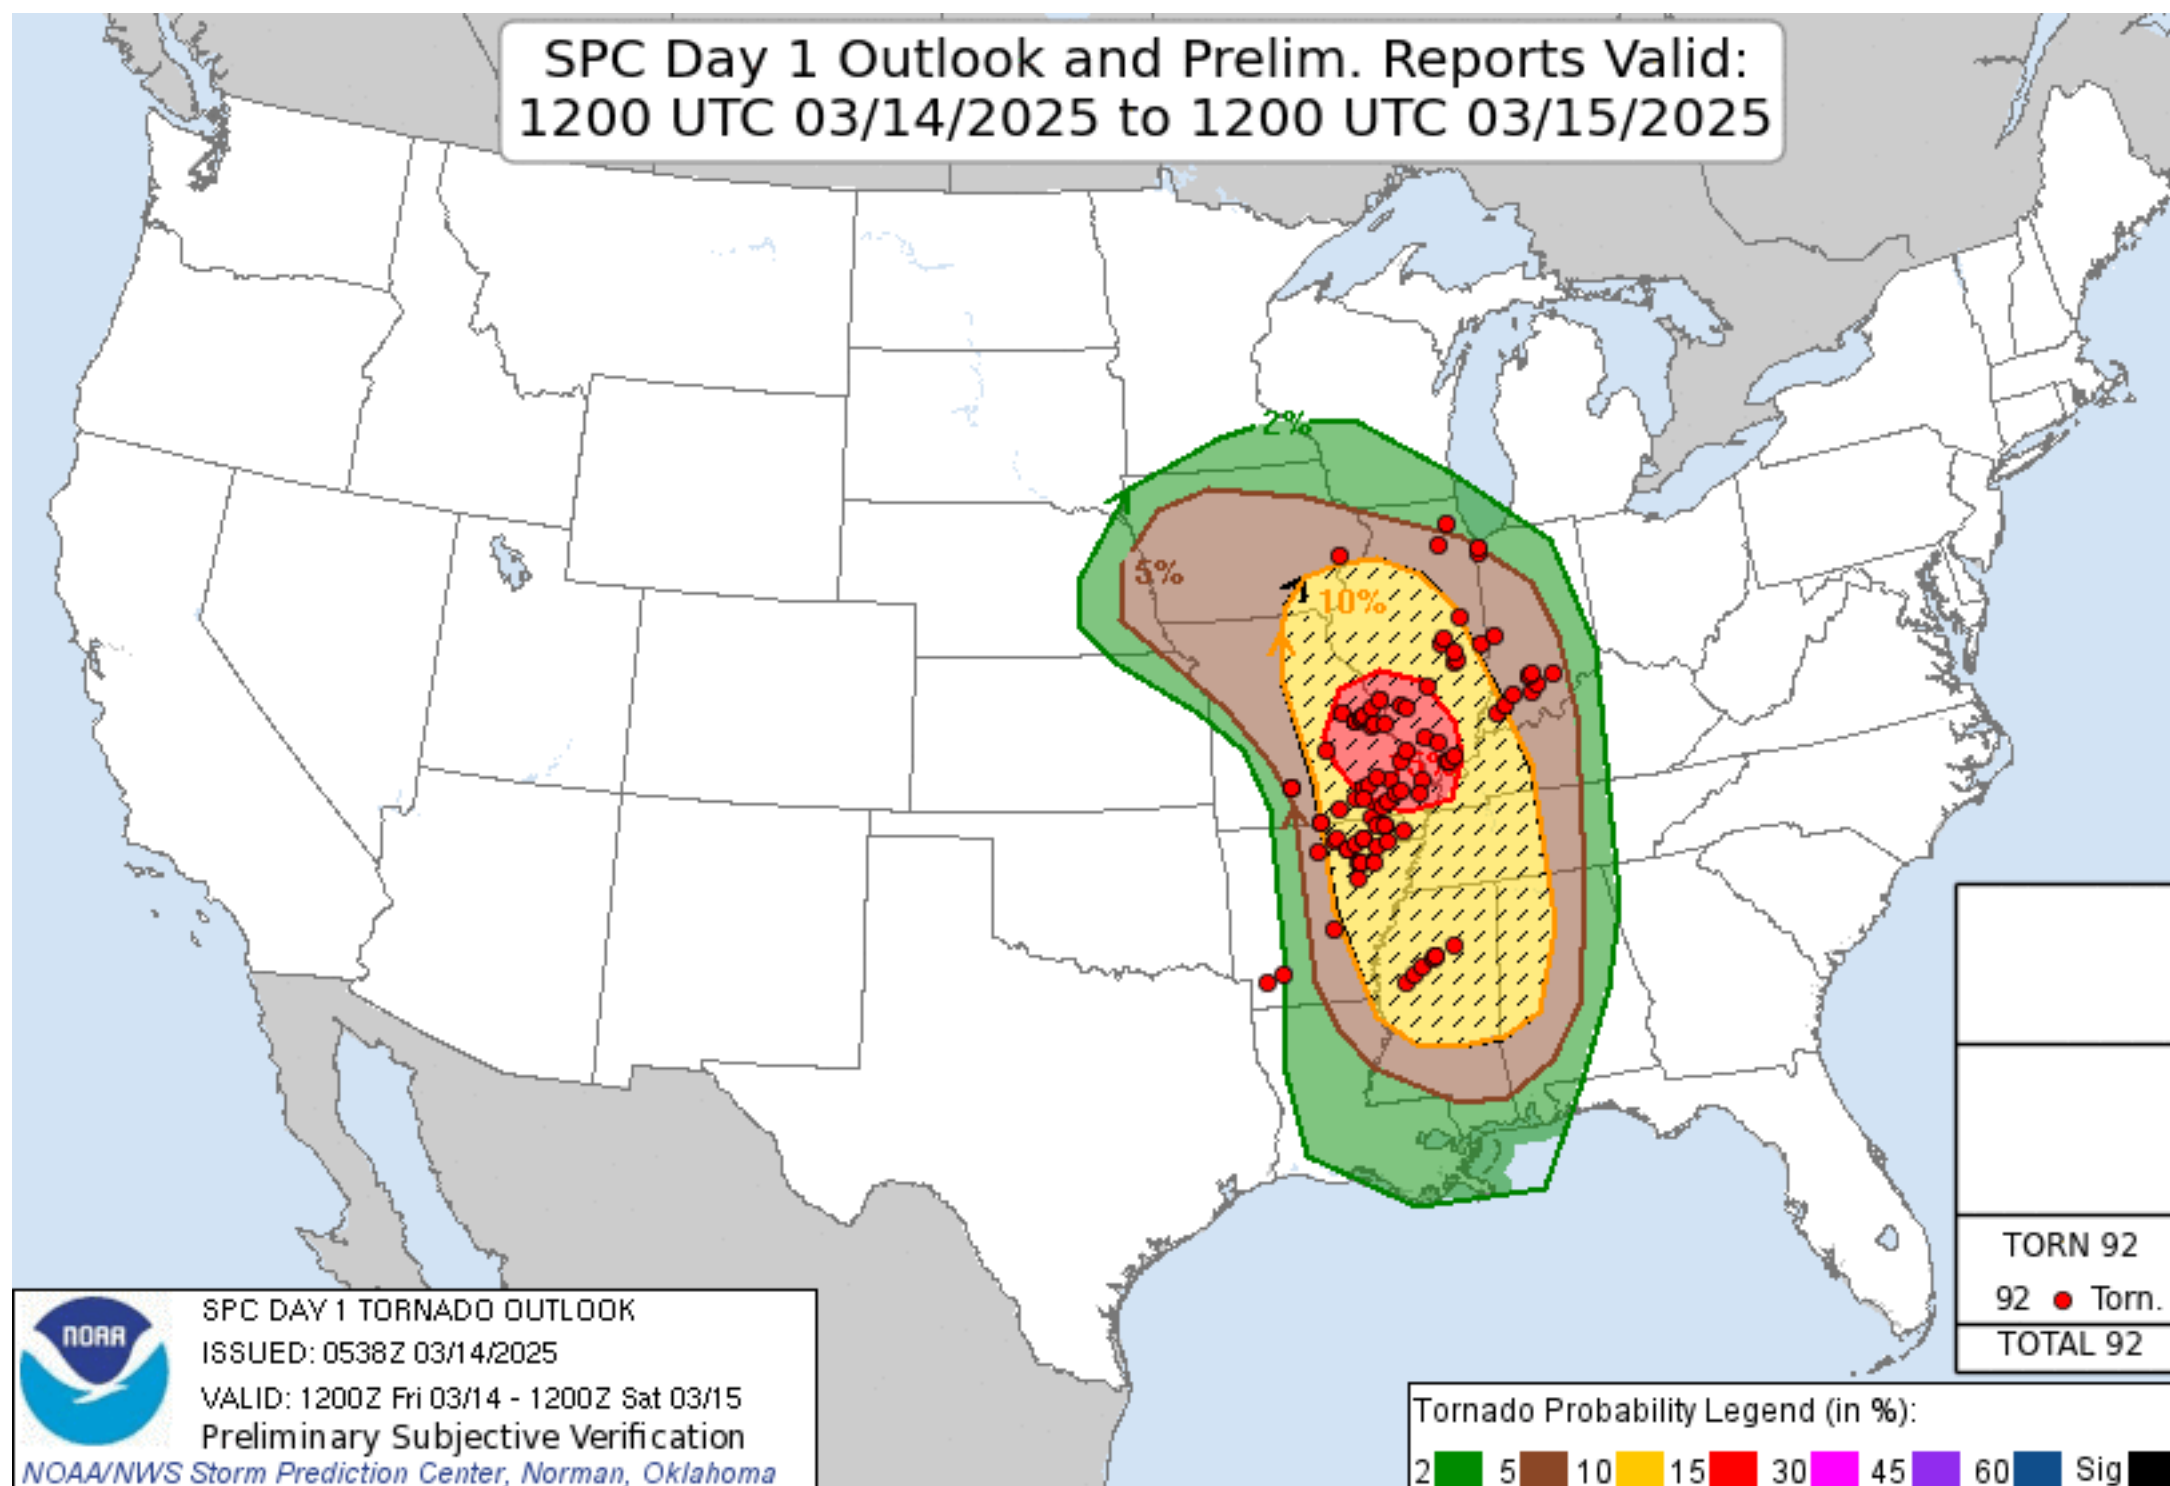 SPC Day 1 Outlook and Prelim. Reports Valid:
1200 UTC 03/14/2025 to 1200 UTC 03/15/2025
2%
5%
10%
TORN 92
92 Torn.
TOTAL 92
NOAA
SPC DAY 1 TORNADO OUTLOOK
ISSUED: 0538Z 03/14/2025
VALID: 1200Z Fri 03/14 - 1200Z Sat 03/15
Preliminary Subjective Verification
NOAA/NWS Storm Prediction Center, Norman, Oklahoma
Tornado Probability Legend (in %):
2 5 10 15 30 45 60 Sig